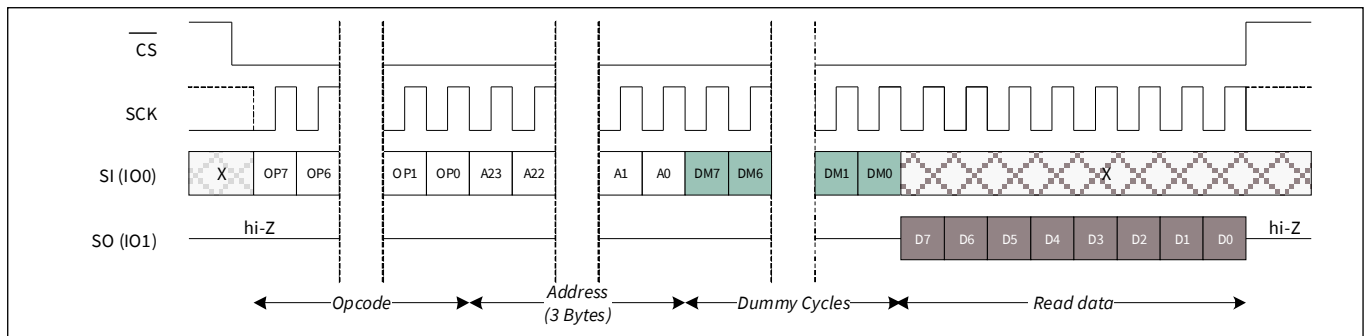 CS
SCK
SI (IO0) X OP7 OP6 OP1 OP0 A23 A22 A1 A0 DM7 DM6 DM1 DM0 X
hi-Z
SO (IO1) D7 D6 D5 D4 D3 D2 D1 D0 hi-Z
Opcode Address Dummy Cycles Read data
(3 Bytes)